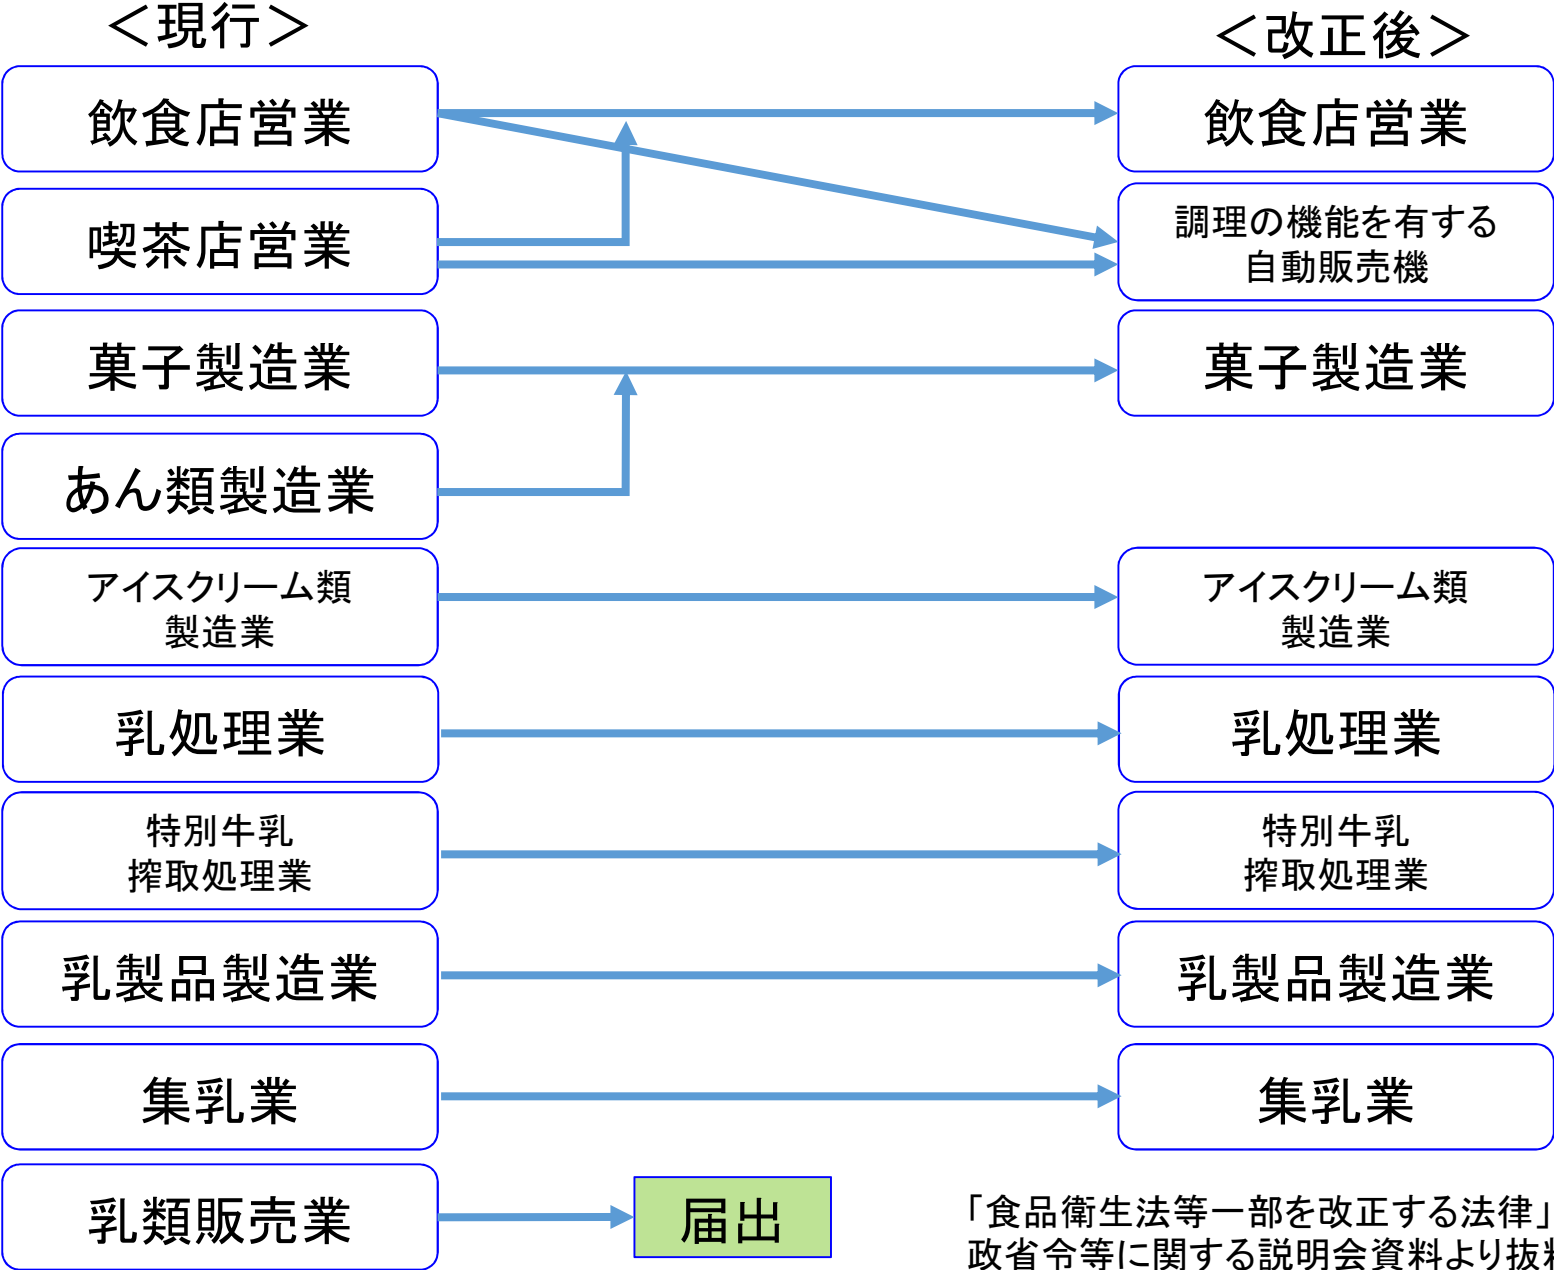 ＜現行＞
＜改正後＞
飲食店営業
飲食店営業
喫茶店営業
調理の機能を有する
自動販売機
菓子製造業
菓子製造業
あん類製造業
アイスクリーム類
製造業
アイスクリーム類
製造業
乳処理業
乳処理業
特別牛乳
搾取処理業
特別牛乳
搾取処理業
乳製品製造業
乳製品製造業
集乳業
集乳業
乳類販売業
届出
「食品衛生法等一部を改正する法律」
政省令等に関する説明会資料より抜粋